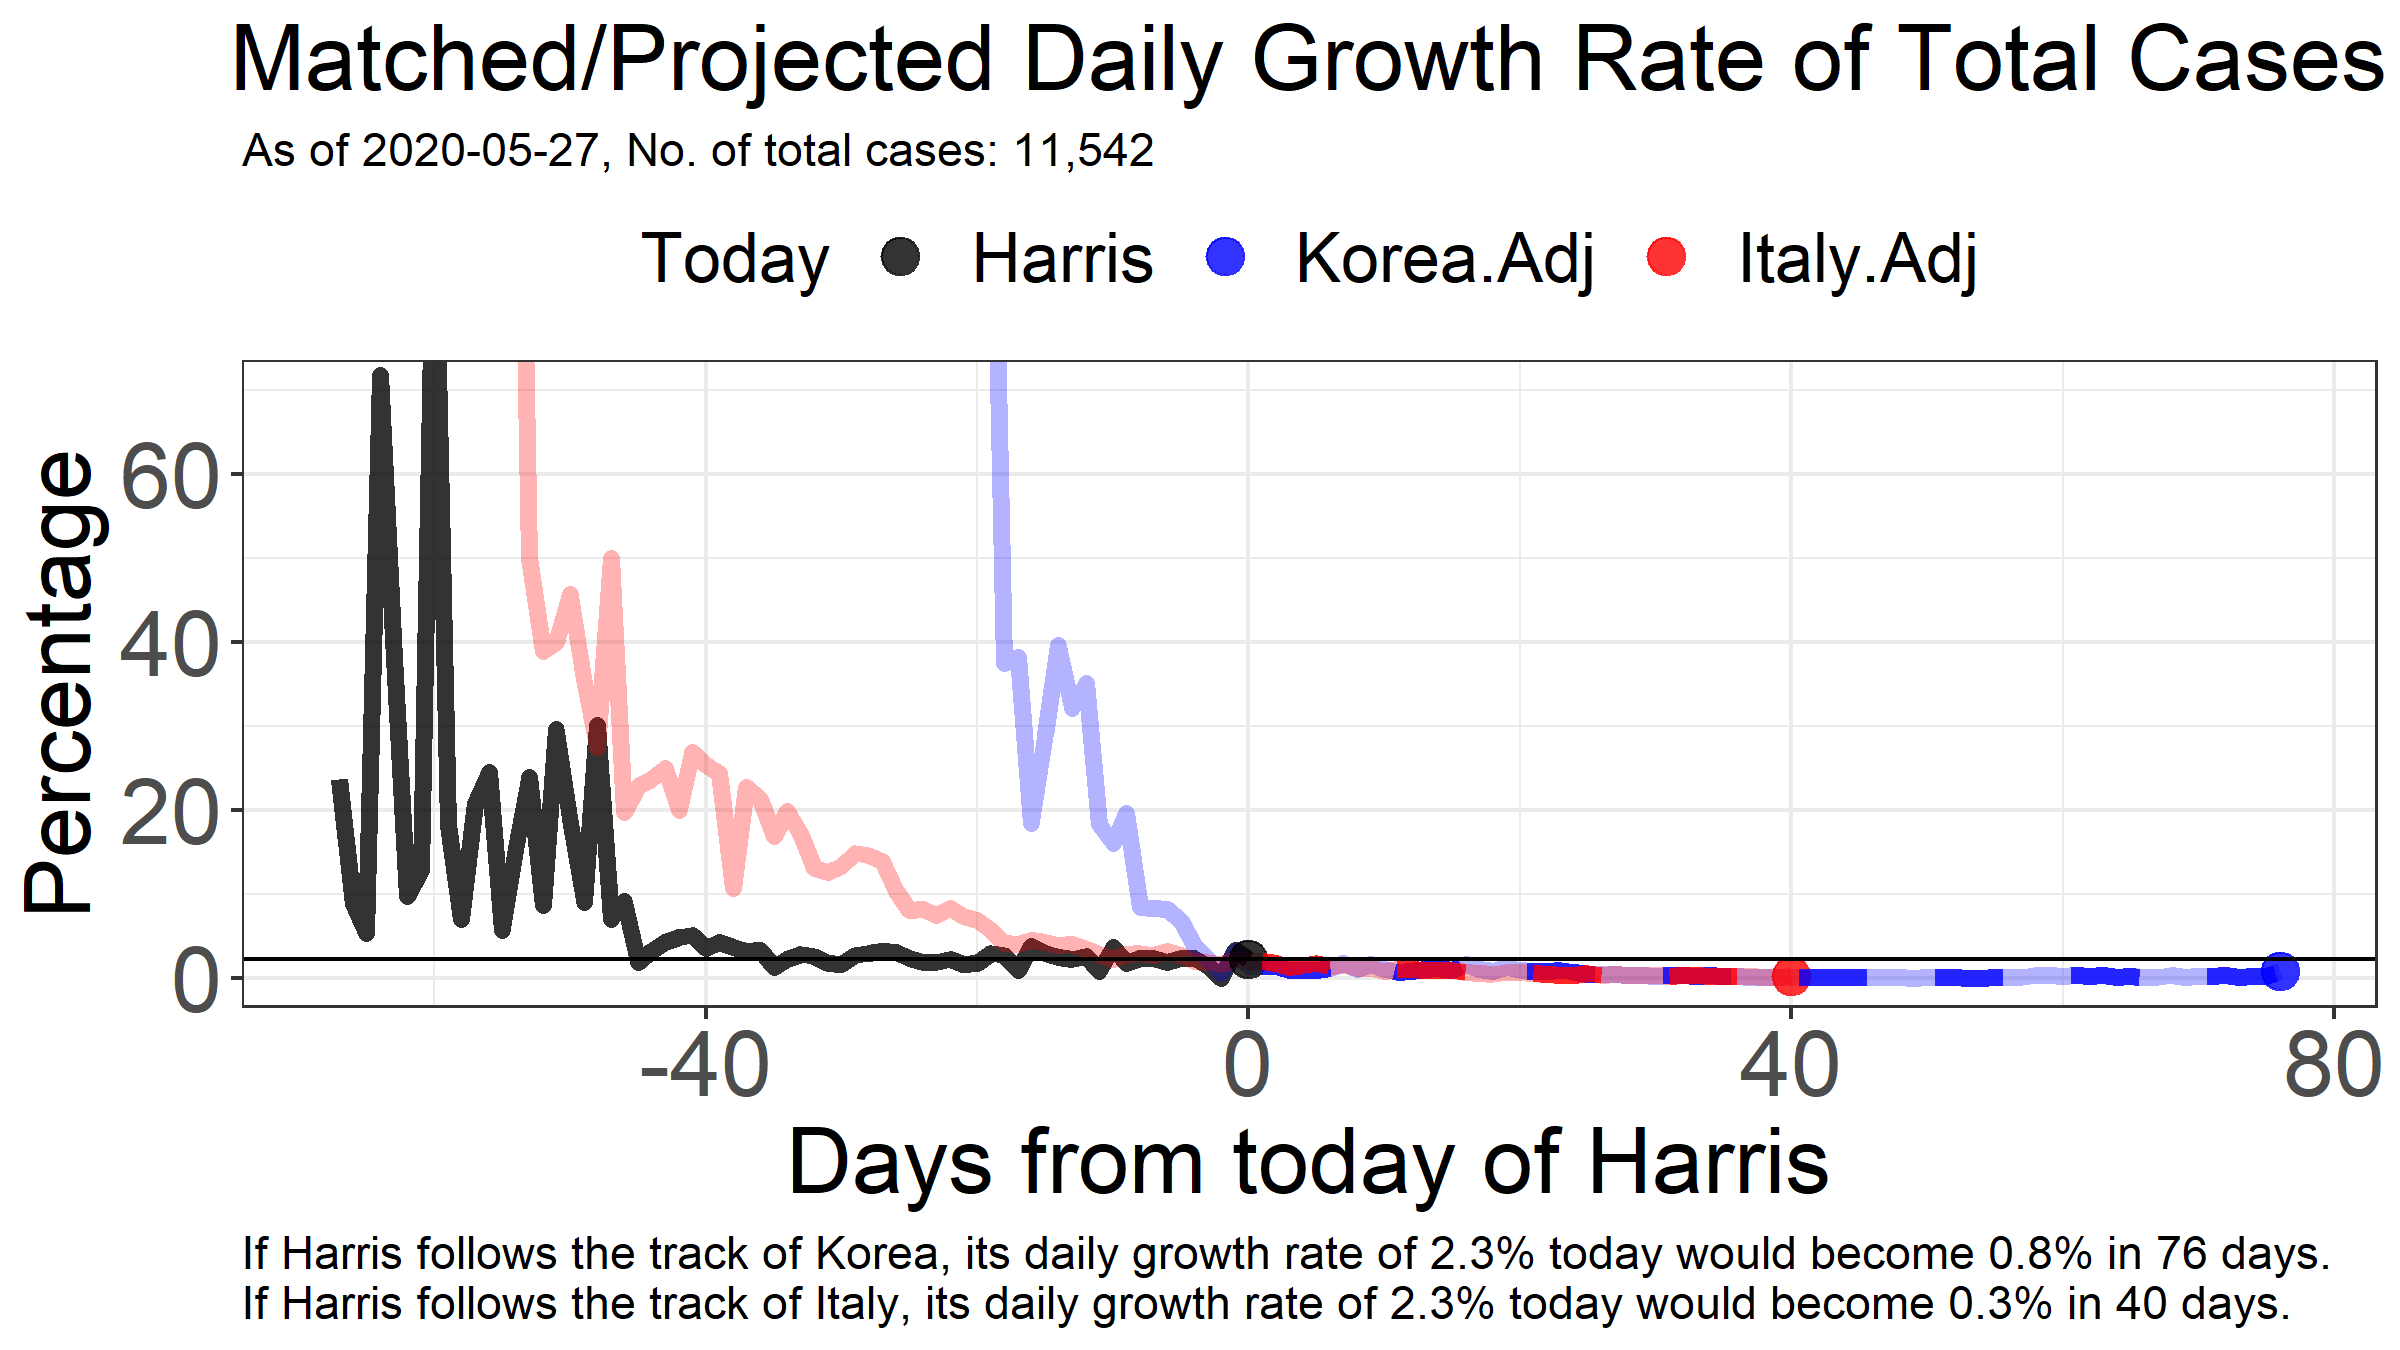 Matched/Projected Daily Growth Rate of Total Cases
As of 2020-05-27, No. of total cases: 11,542
Today Harris Korea.Adj Italy.Adj
Percentage
60
40
20
0
-40 0 40 80
Days from today of Harris
If Harris follows the track of Korea, its daily growth rate of 2.3% today would become 0.8% in 76 days.
If Harris follows the track of Italy, its daily growth rate of 2.3% today would become 0.3% in 40 days.